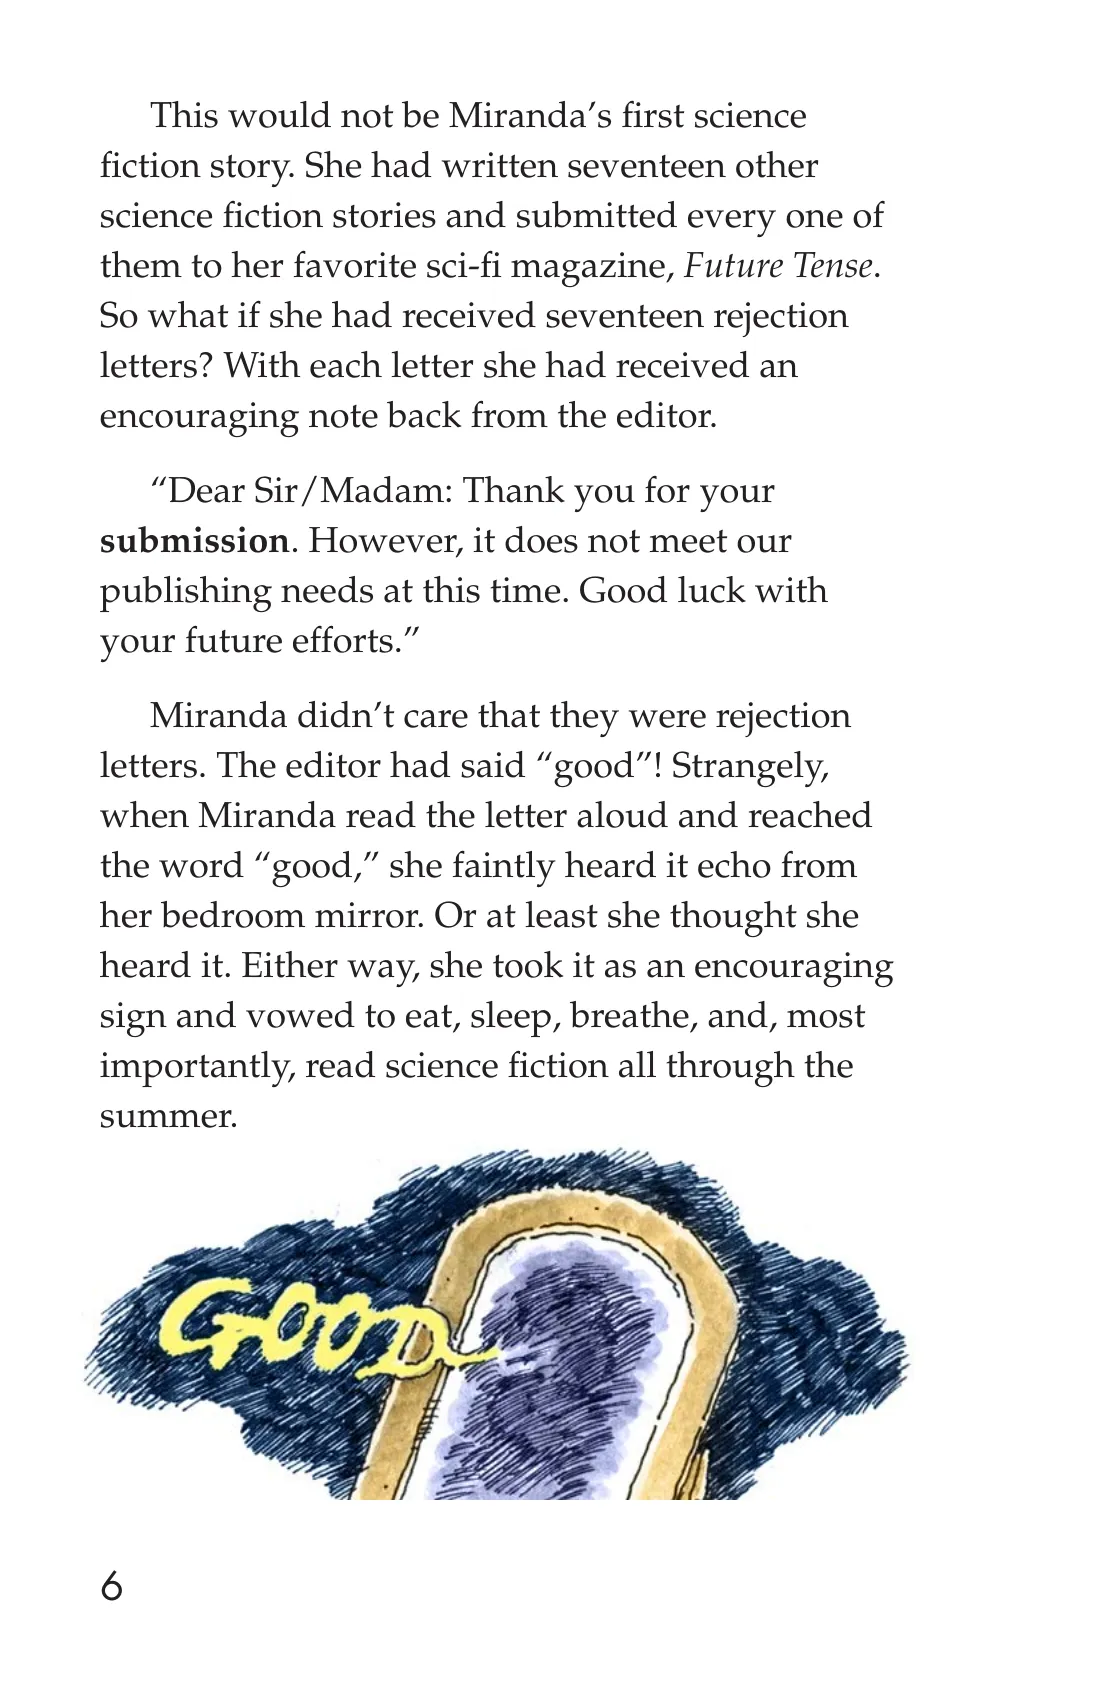 This would not be Miranda’s first science
fiction story. She had written seventeen other
science fiction stories and submitted every one of
them to her favorite sci-fi magazine, Future Tense.
So what if she had received seventeen rejection
letters? With each letter she had received an
encouraging note back from the editor.
“Dear Sir/Madam: Thank you for your
submission. However, it does not meet our
publishing needs at this time. Good luck with
your future efforts.”
Miranda didn’t care that they were rejection
letters. The editor had said “good”! Strangely,
when Miranda read the letter aloud and reached
the word “good,” she faintly heard it echo from
her bedroom mirror. Or at least she thought she
heard it. Either way, she took it as an encouraging
sign and vowed to eat, sleep, breathe, and, most
importantly, read science fiction all through the
summer.
GOOD
6